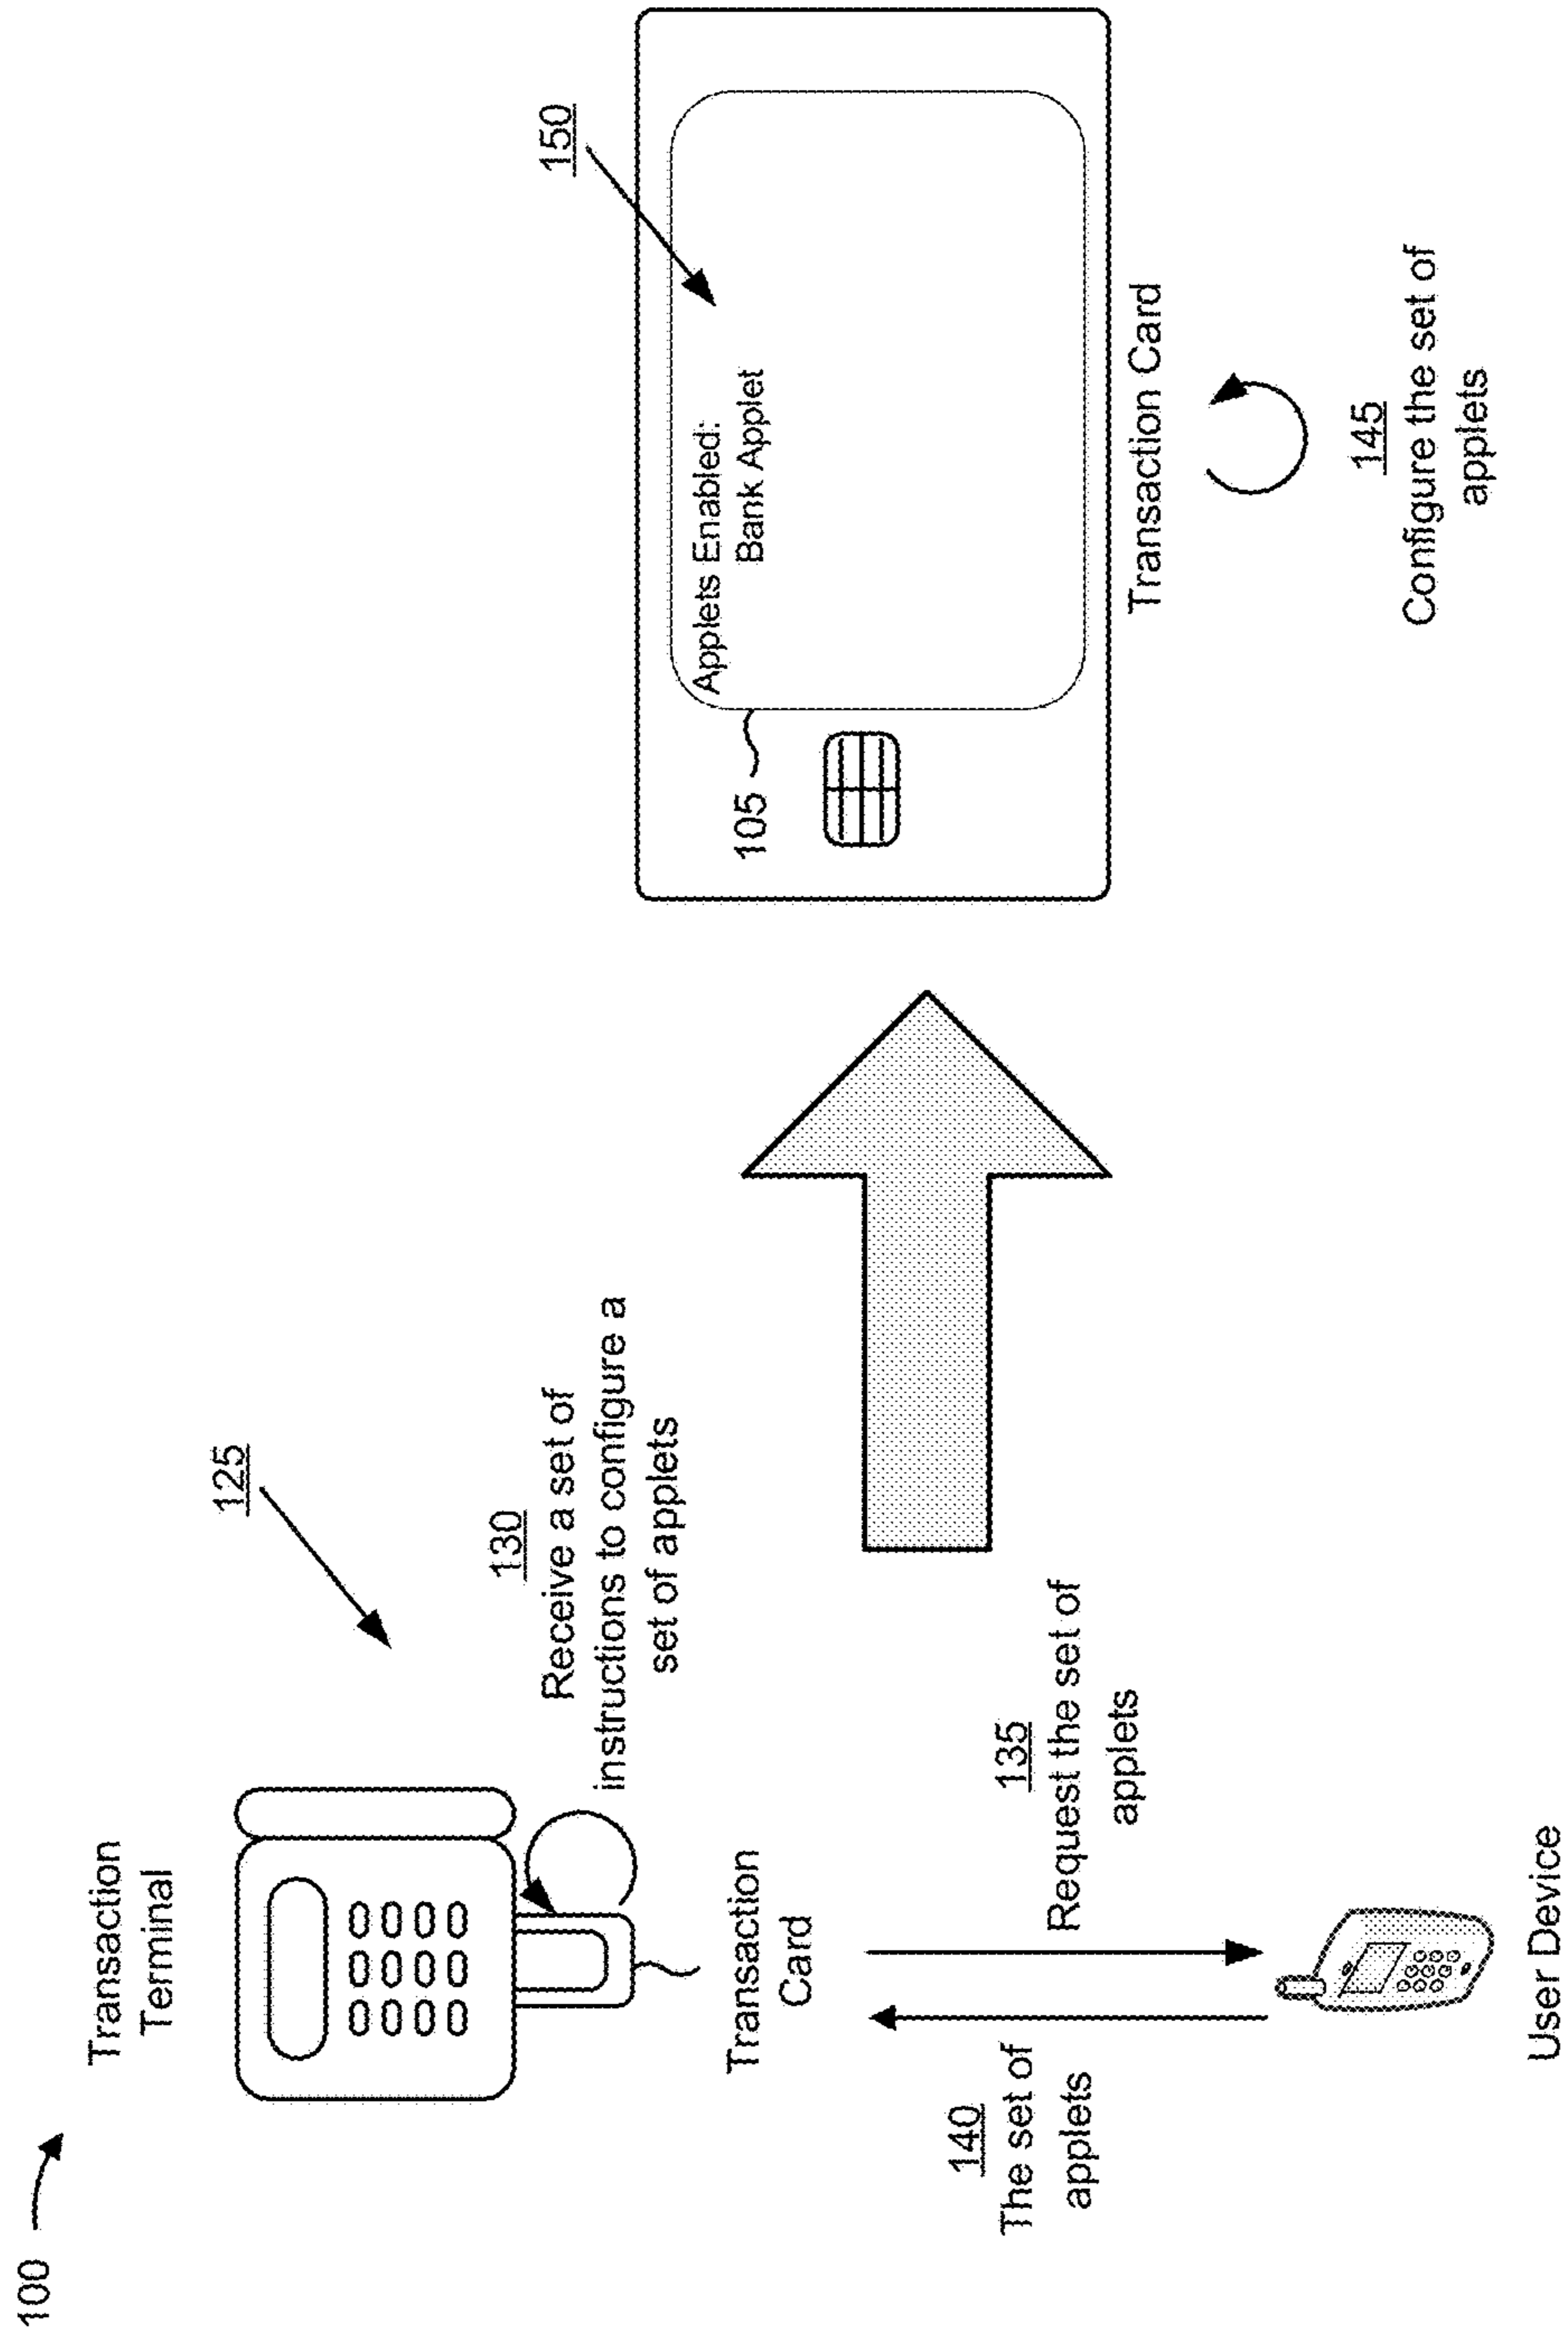 100
Transaction
Terminal
125
130
Receive a set of
instructions to configure a
set of applets
Transaction
Card
140
The set of
applets
135
Request the set of
applets
User Device
150
Applets Enabled:
Bank Applet
105
Transaction Card
145
Configure the set of
applets